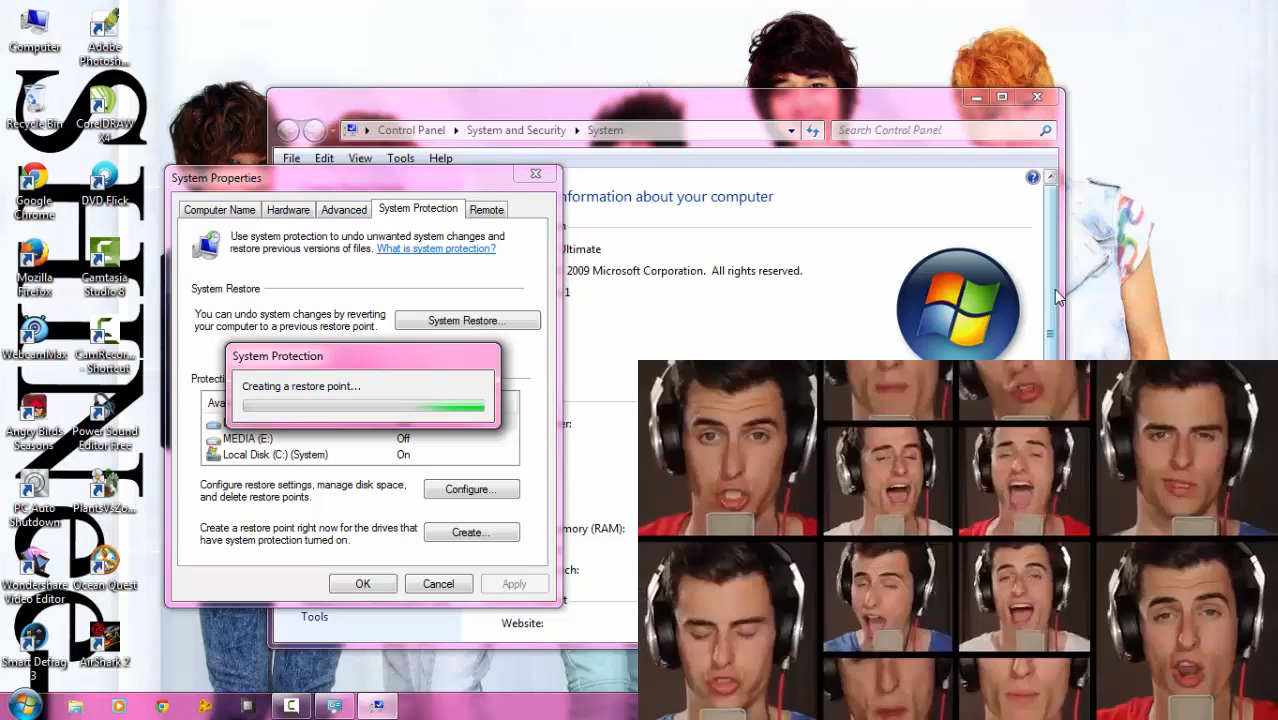 Computer
Adobe
Photosh...
Recycle Bin
CorelDRAW
X4
Google
Chrome
DVD Flick
Mozilla
Firefox
Camtasia
Studio 8
WebcamMax
CamRecor...
- Shortcut
Angry Birds
Seasons
Power Sound
Editor Free
PC Auto
Shutdown
PlantsVsZo...
Wondershare
Video Editor
Ocean Quest
Smart Defrag
3
AirShark 2
SHINee
Control Panel
System and Security
System
Search Control Panel
File Edit View Tools Help
nformation about your computer
Ultimate
2009 Microsoft Corporation. All rights reserved.
1
mory (RAM):
Website:
Tools
System Properties
Computer Name
Hardware
Advanced
System Protection
Remote
Use system protection to undo unwanted system changes and
restore previous versions of files. What is system protection?
System Restore
You can undo system changes by reverting
your computer to a previous restore point.
System Restore...
Protecti
Ava
System Protection
Creating a restore point...
MEDIA (E:) Off
Local Disk (C:) (System) On
Configure restore settings, manage disk space,
and delete restore points.
Configure...
Create a restore point right now for the drives that
have system protection turned on.
Create...
OK
Cancel
Apply